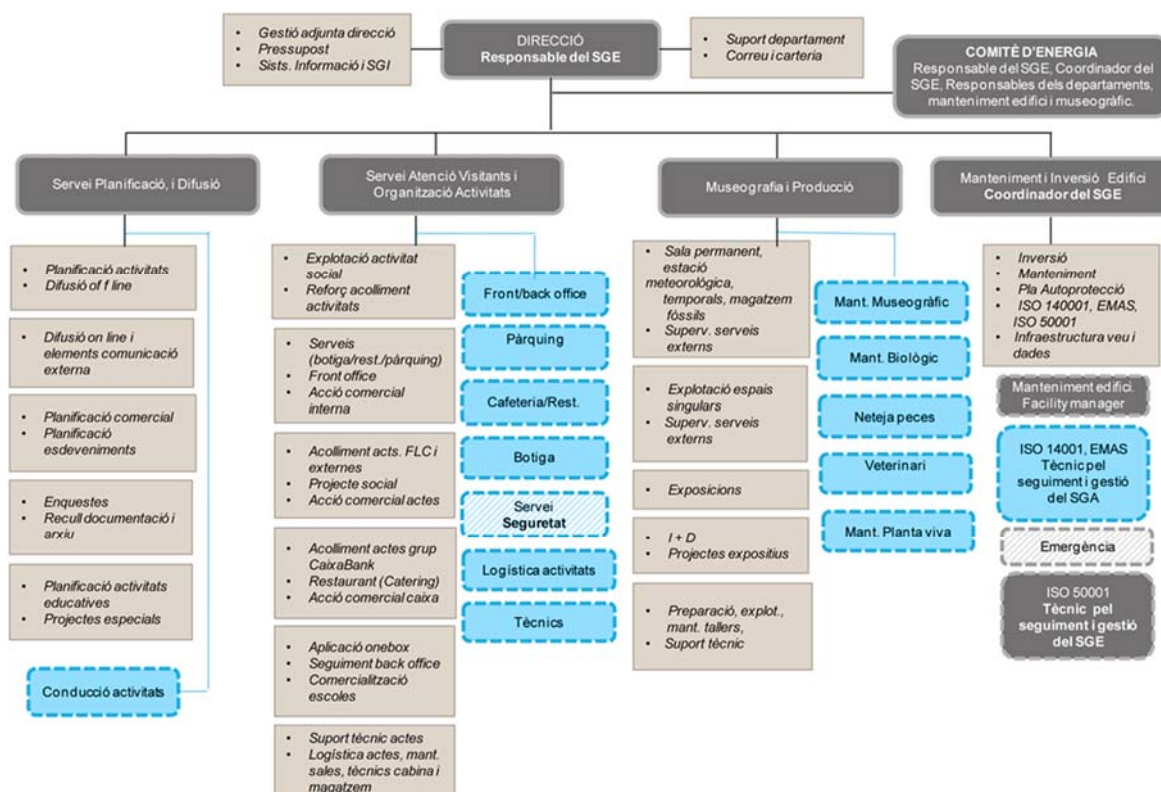 • Gestió adjunta direcció
• Pressupost
• Sists. Informació i SGI
DIRECCIÓ
Responsable del SGE
• Suport departament
• Correu i carteria
COMITÈ D'ENERGIA
Responsable del SGE, Coordinador del
SGE, Responsables dels departaments,
manteniment edifici i museogràfic.
Servei Planificació, i Difusió
• Planificació activitats
• Difusió of f line
• Difusión on line i
elements comunicació
externa
• Planificació comercial
• Planificació
esdeveniments
• Enquestes
• Recull documentació i
arxiu
• Planificació activitats
educatives
• Projectes especials
Conducció activitats
Servei Atenció Visitants i
Organització Activitats
• Explotació activitat
social
• Reforç acolliment
activitats
• Serveis
(botiga/rest./pàrquing)
• Front office
• Acció comercial
interna
• Acolliment acts. FLC i
externes
• Projecte social
• Acció comercial actes
• Acolliment actes grup
CaixaBank
• Restaurant (Catering)
• Acció comercial caixa
• Aplicació onebox
• Seguiment back office
• Comercialització
escoles
• Suport tècnic actes
• Logística actes, mant.
sales, tècnics cabina i
magatzem
Front/back office
Pàrquing
Cafeteria/Rest.
Botiga
Servei
Seguretat
Logística activitats
Tècnics
Museografia i Producció
• Sala permanent,
estació
meteorològica,
temporals, magatzem
fòssils
• Superv. serveis
externs
• Explotació espais
singulars
• Superv. serveis
externs
• Exposicions
• I + D
• Projectes expositius
• Preparació, explot.,
mant. tallers,
• Suport tècnic
Mant. Museogràfic
Mant. Biològic
Neteja peces
Veterinari
Mant. Planta viva
Manteniment i Inversió Edifici
Coordinador del SGE
• Inversió
• Manteniment
• Pla Autoprotecció
• ISO 140001, EMAS,
ISO 50001
• Infraestructura veu i
dades
Manteniment edifici.
Facility manager
ISO 14001, EMAS
Tècnic pel
seguiment i gestió
del SGA
Emergència
ISO 50001
Tècnic pel
seguiment i gestió
del SGE